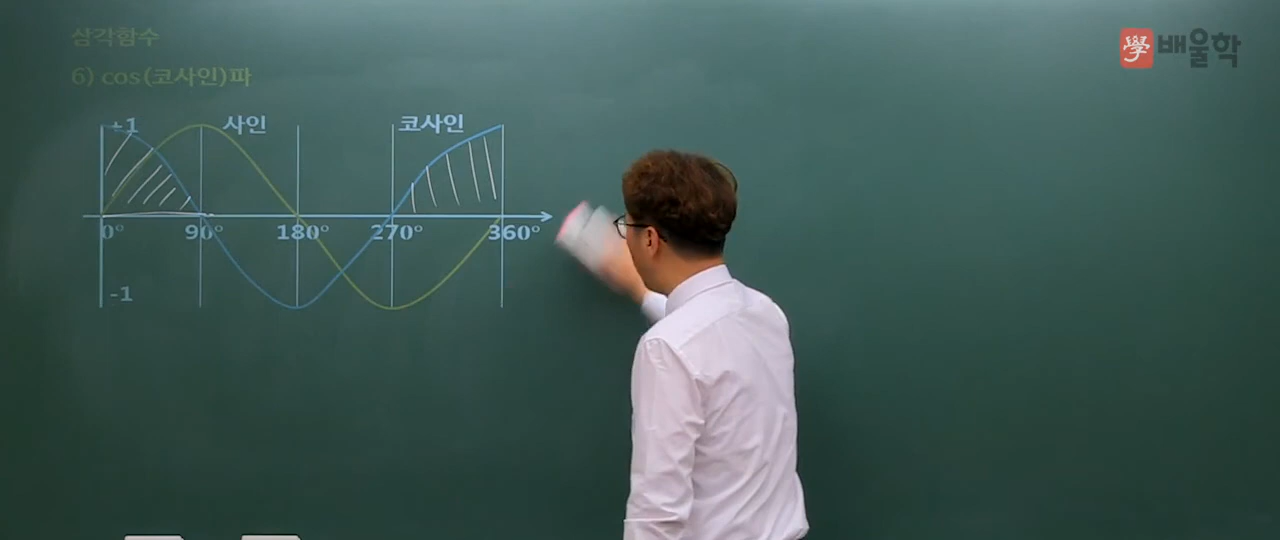 삼각함수
6) cos(코사인)파
+1 사인 코사인
0° 90° 180° 270° 360°
-1
學 배울학